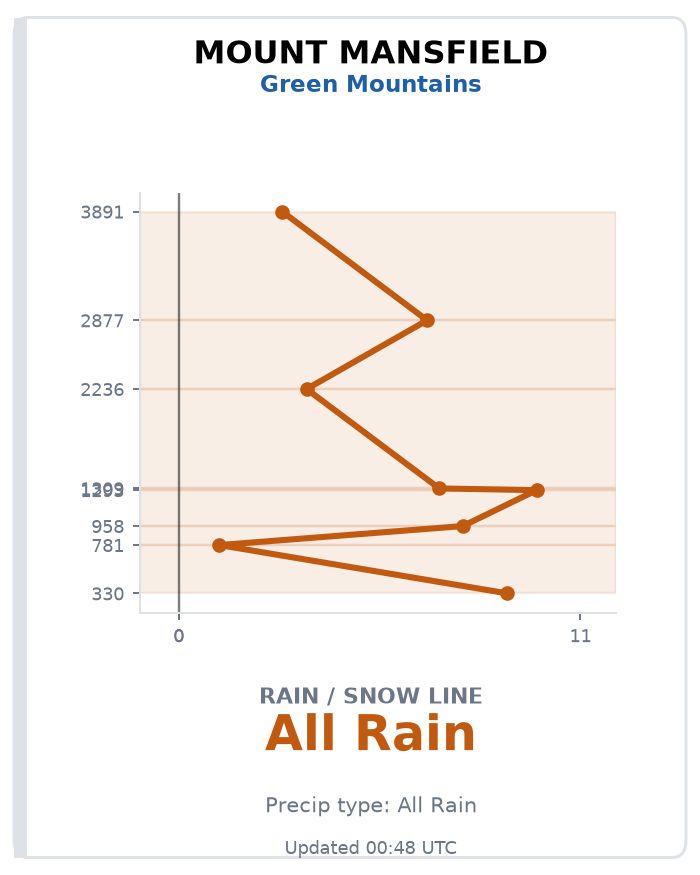 MOUNT MANSFIELD
Green Mountains
3891
2877
2236
958
781
330
0
11
RAIN / SNOW LINE
All Rain
Precip type: All Rain
Updated 00:48 UTC